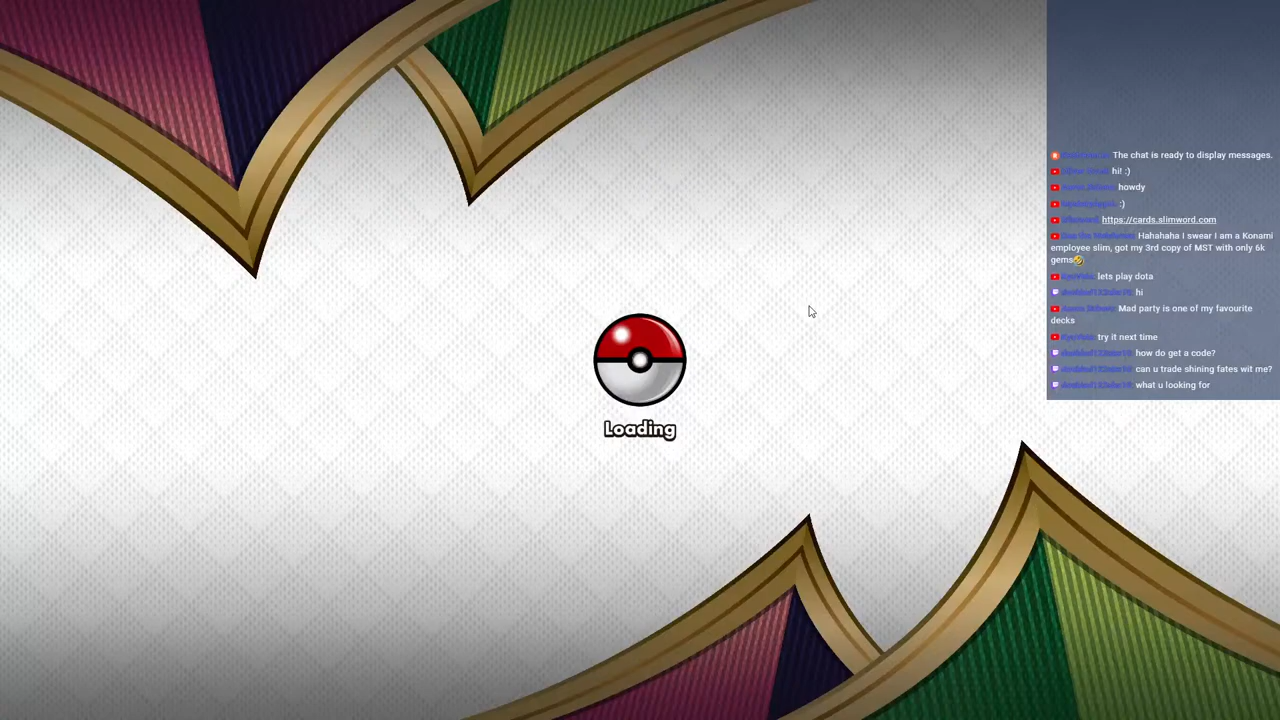 The chat is ready to display messages.
hi! :)
howdy
:)
https://cards.slimword.com
Hahahaha I swear I am a Konami
employee slim, got my 3rd copy of MST with only 6k
gems🤣
lets play dota
hi
Mad party is one of my favourite
decks
try it next time
how do get a code?
can u trade shining fates wit me?
what u looking for
Loading